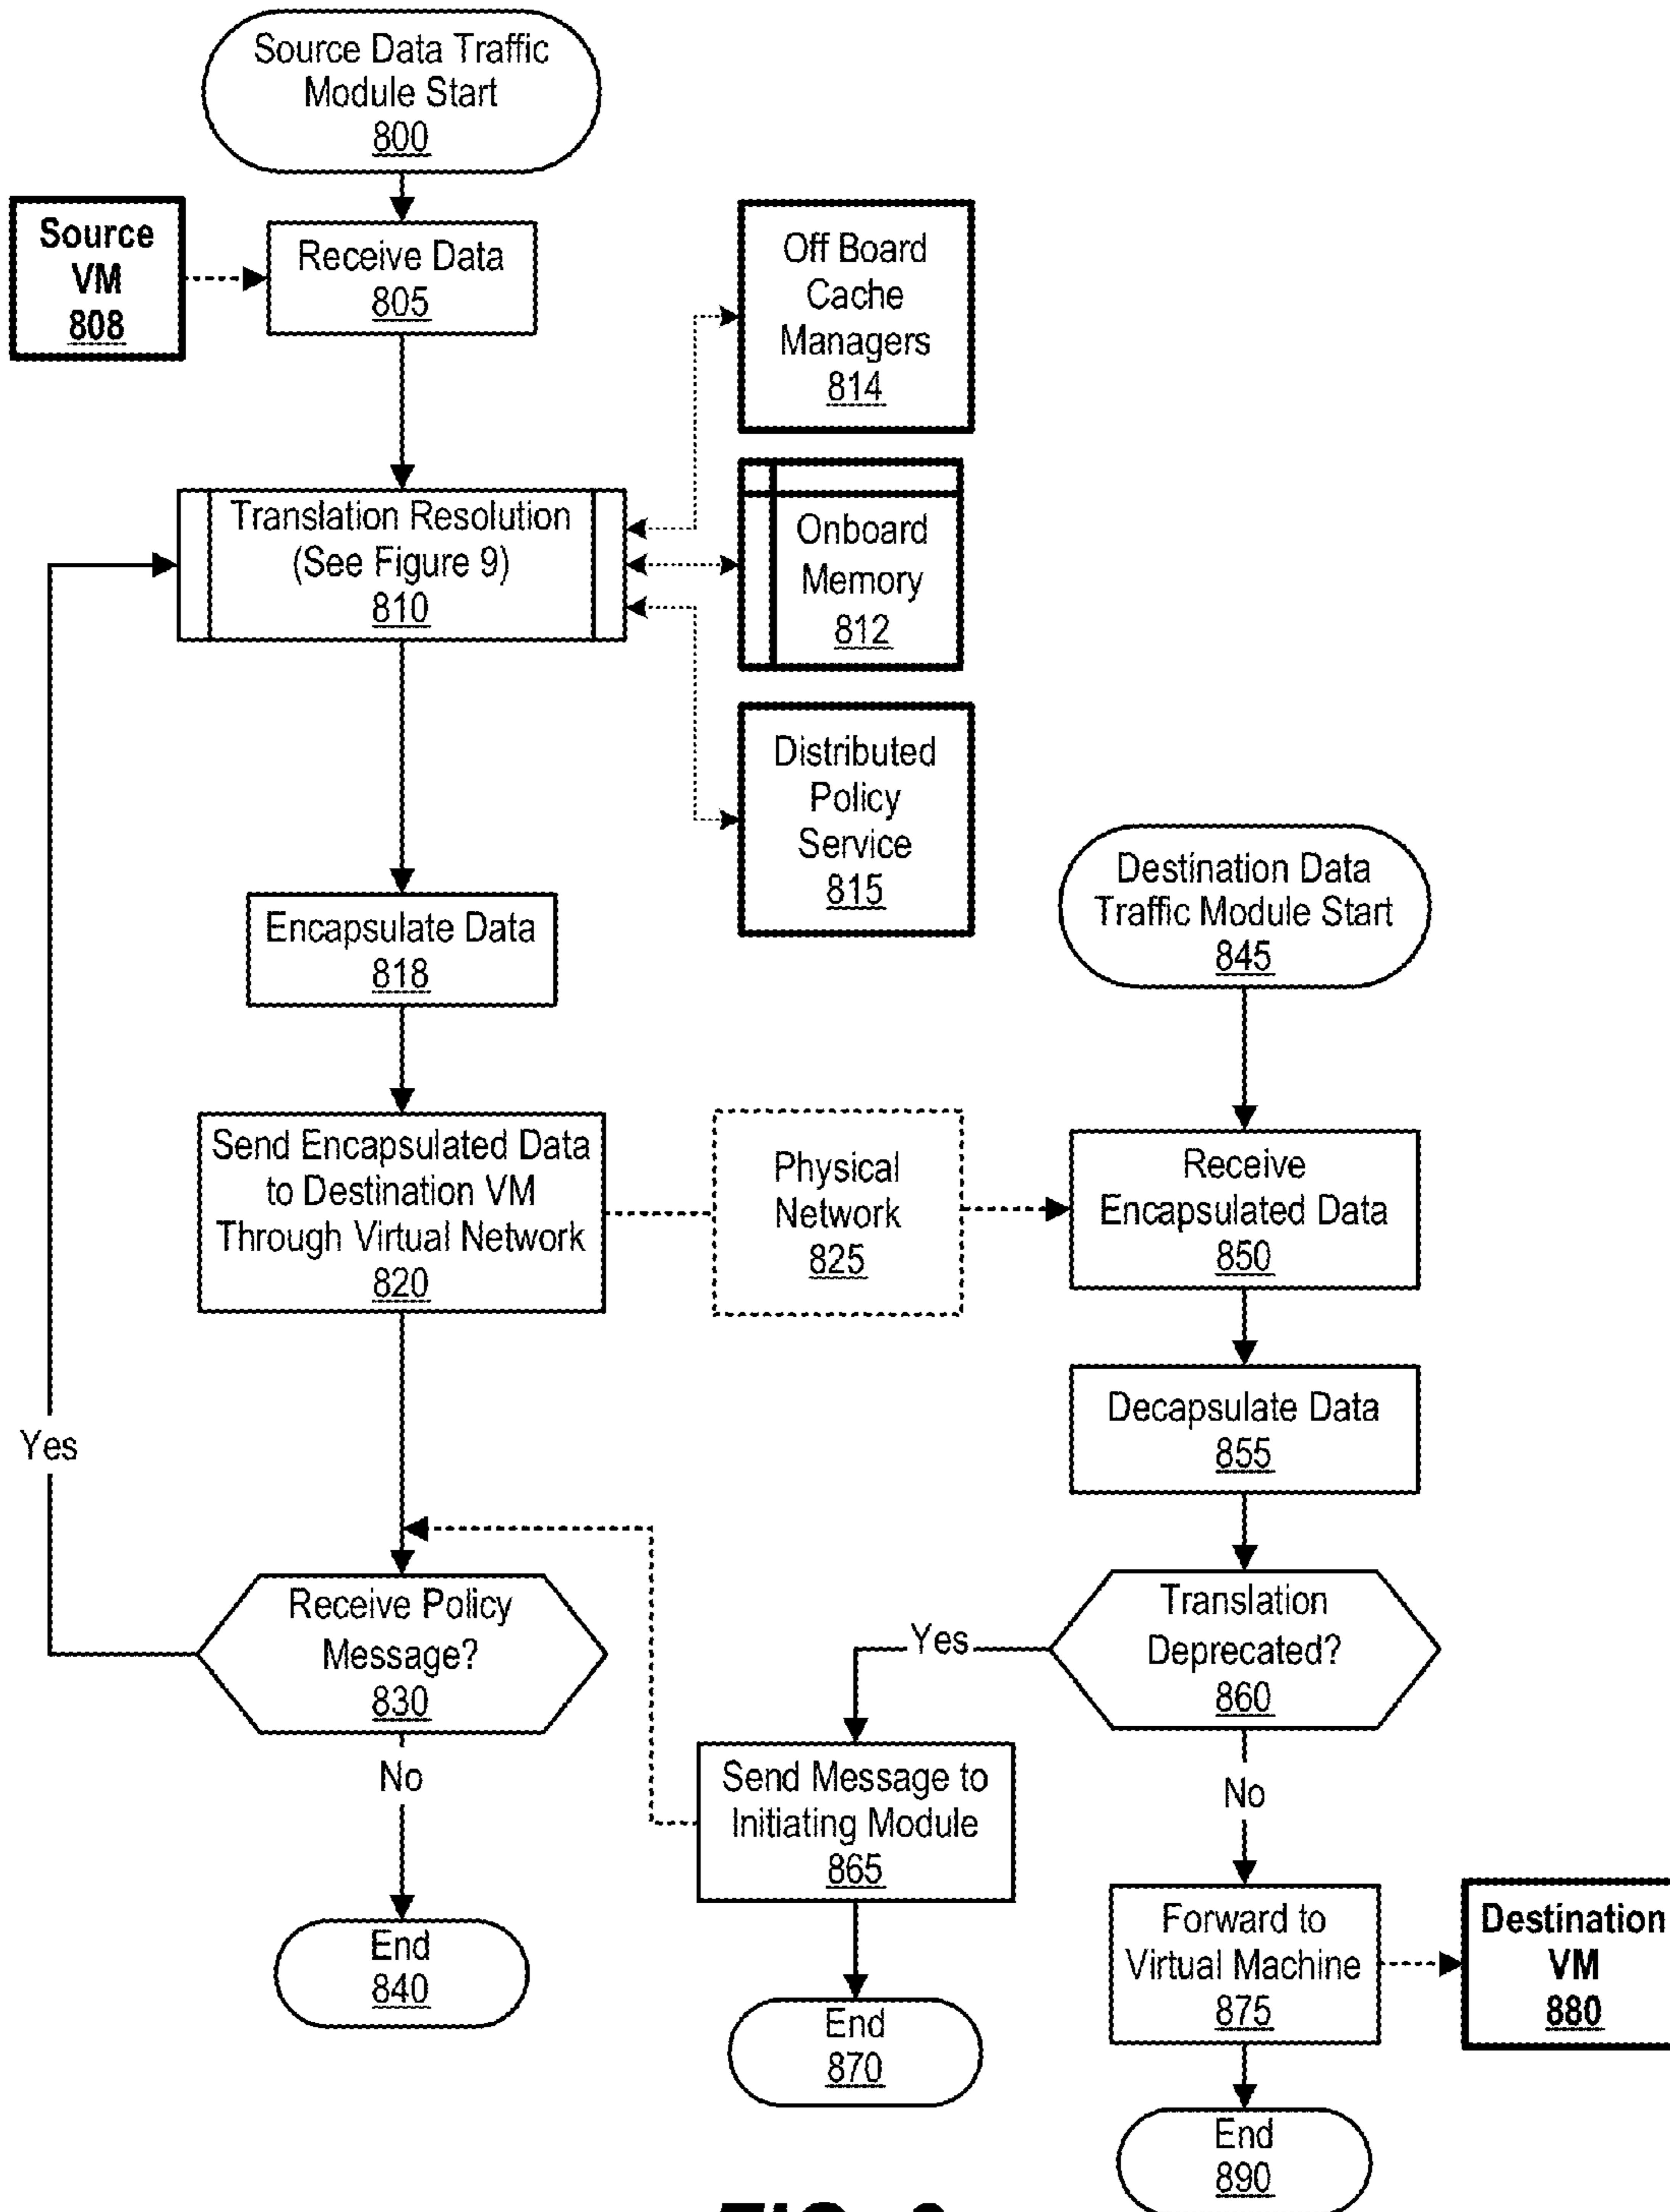 Source Data Traffic
Module Start
800
Source
VM
808
Receive Data
805
Off Board
Cache
Managers
814
Translation Resolution
(See Figure 9)
810
Onboard
Memory
812
Distributed
Policy
Service
815
Encapsulate Data
818
Destination Data
Traffic Module Start
845
Send Encapsulated Data
to Destination VM
Through Virtual Network
820
Physical
Network
825
Receive
Encapsulated Data
850
Decapsulate Data
855
Yes
Receive Policy
Message?
830
Translation
Deprecated?
860
Yes
No
Send Message to
Initiating Module
865
No
End
840
End
870
Forward to
Virtual Machine
875
Destination
VM
880
End
890